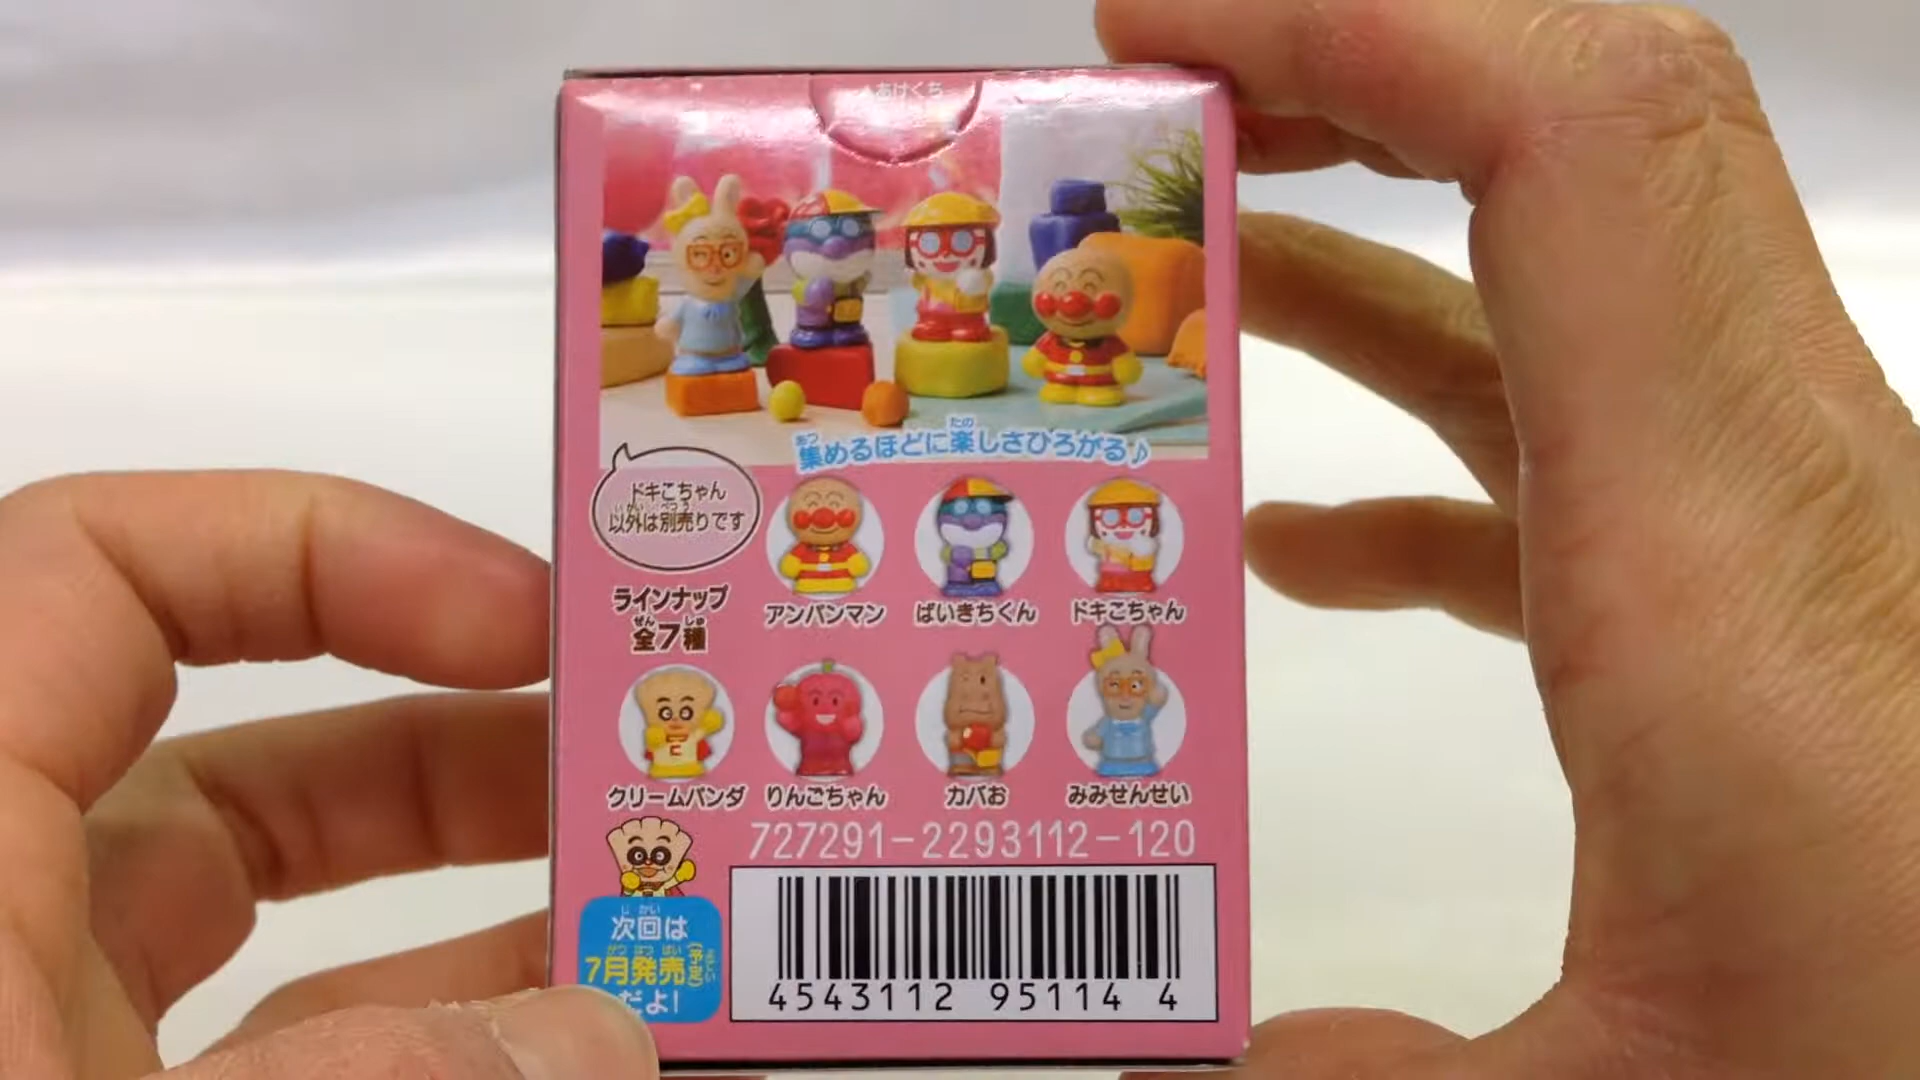 ▲あけくち
集めるほどに楽しさひろがる♪
ドキこちゃん
以外は別売りです
ラインナップ
全7種
アンパンマン
ばいきちくん
ドキこちゃん
クリームパンダ
りんごちゃん
カバお
みみせんせい
727291-2293112-120
次回は
7月発売(予定)
だよ!
4543112 95114 4